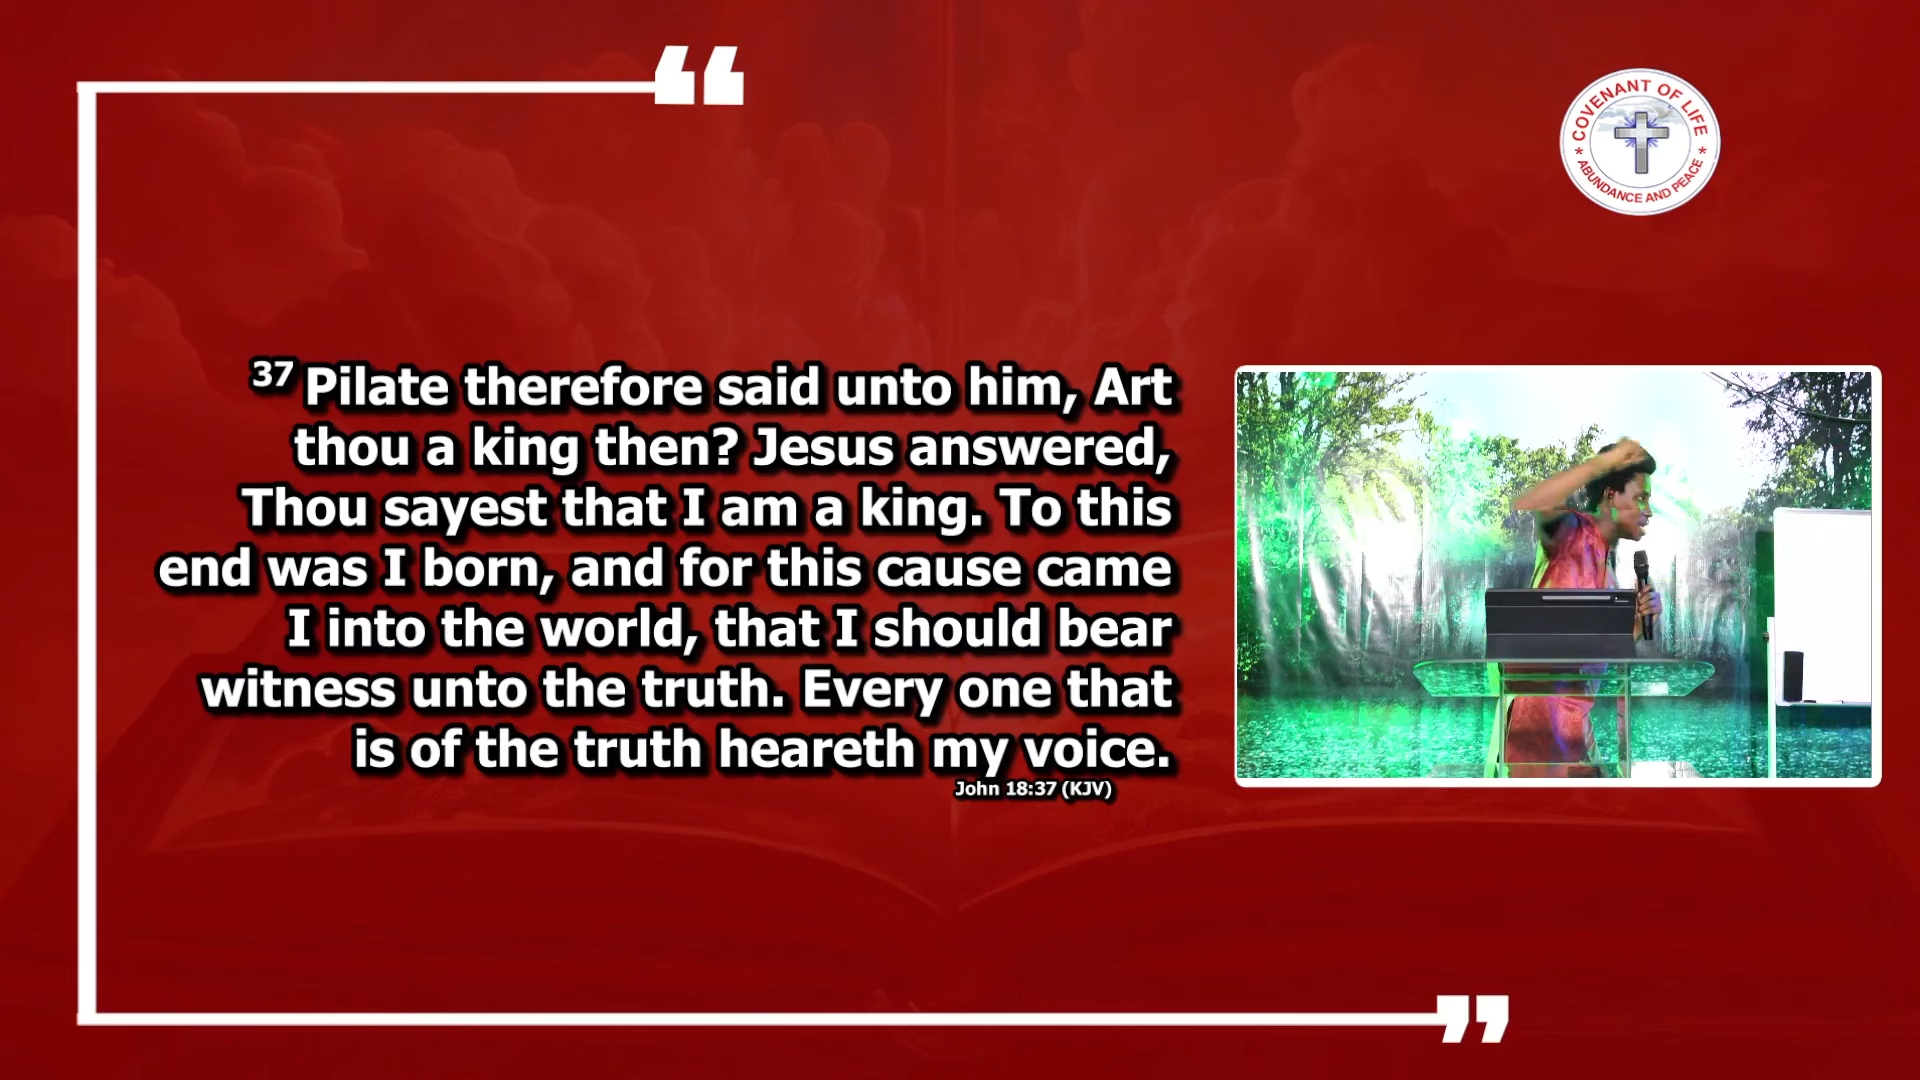 COVENANT OF LIFE
* ABUNDANCE AND PEACE *
37 Pilate therefore said unto him, Art
thou a king then? Jesus answered,
Thou sayest that I am a king. To this
end was I born, and for this cause came
I into the world, that I should bear
witness unto the truth. Every one that
is of the truth heareth my voice.
John 18:37 (KJV)